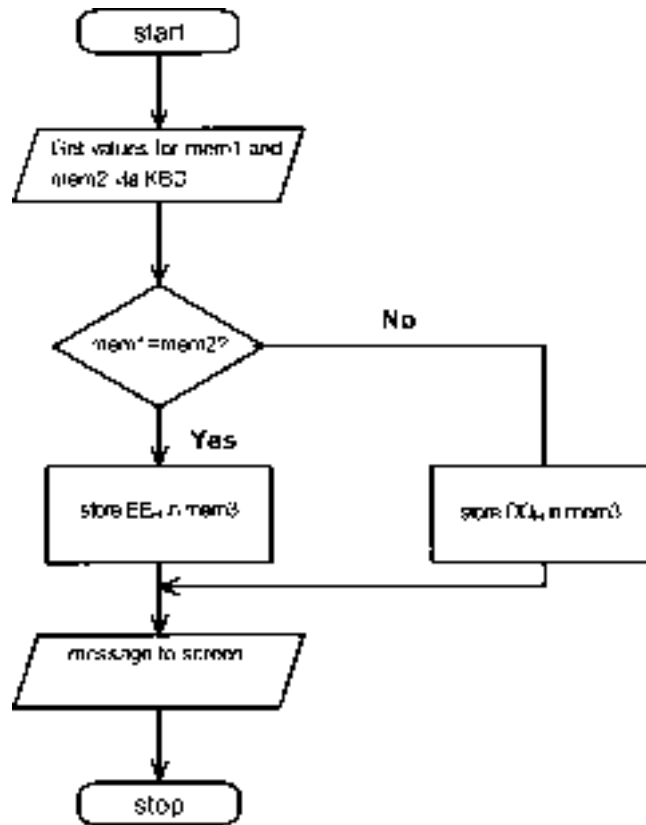 start
Get values for mem1 and
mem2 via KBD
mem1=mem2?
No
Yes
store EEH in mem3
store in mem3
message to screen
stop